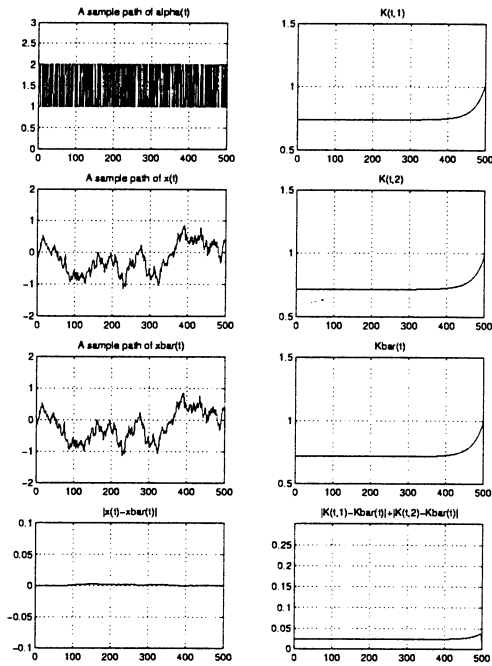 A sample path of alpha(t)
3
2.5
2
1.5
1
0.5
0
0 100 200 300 400 500
K(t,1)
1.5
1
0.5
0 100 200 300 400 500
A sample path of x(t)
2
1
0
-1
-2
0 100 200 300 400 500
K(t,2)
1.5
1
0.5
0 100 200 300 400 500
A sample path of xbar(t)
2
1
0
-1
-2
0 100 200 300 400 500
Kbar(t)
1.5
1
0.5
0 100 200 300 400 500
|x(t)-xbar(t)|
0.1
0.05
0
-0.05
-0.1
0 100 200 300 400 500
|K(t,1)-Kbar(t)|+|K(t,2)-Kbar(t)|
0.25
0.2
0.15
0.1
0.05
0
0 100 200 300 400 500